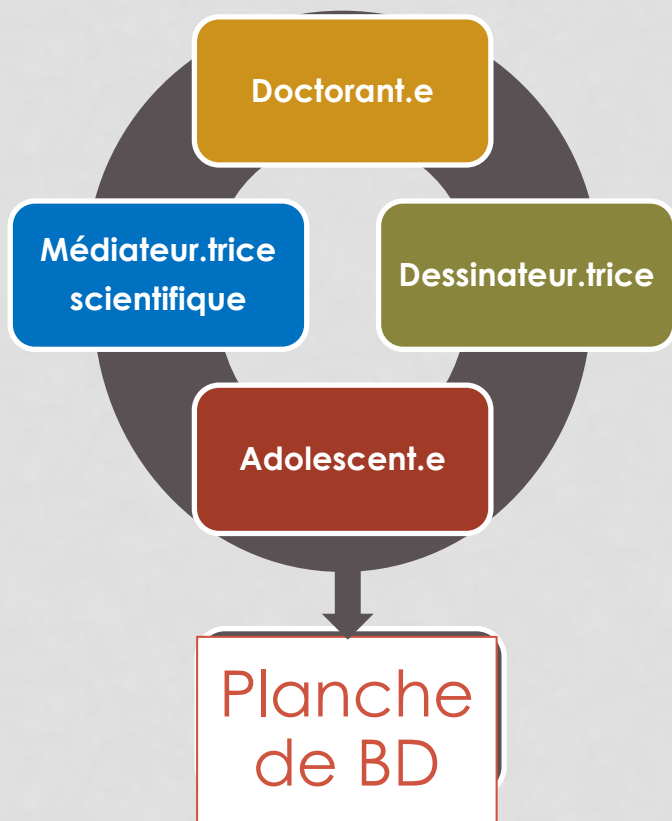 Doctorant.e
Médiateur.trice
scientifique
Dessinateur.trice
Adolescent.e
Planche
de BD